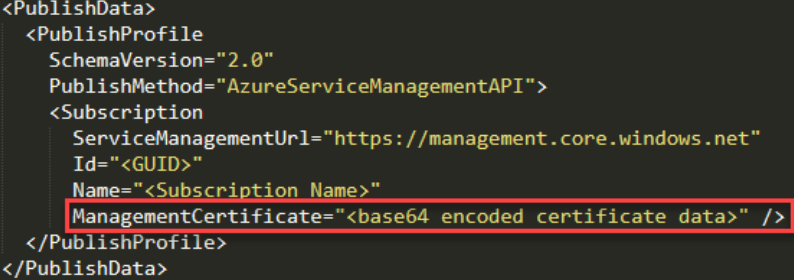 <PublishData>
<PublishProfile
SchemaVersion="2.0"
PublishMethod="AzureServiceManagementAPI">
<Subscription
ServiceManagementUrl="https://management.core.windows.net"
Id="<GUID>"
Name="<Subscription Name>"
ManagementCertificate="<base64 encoded certificate data>" />
</PublishProfile>
</PublishData>